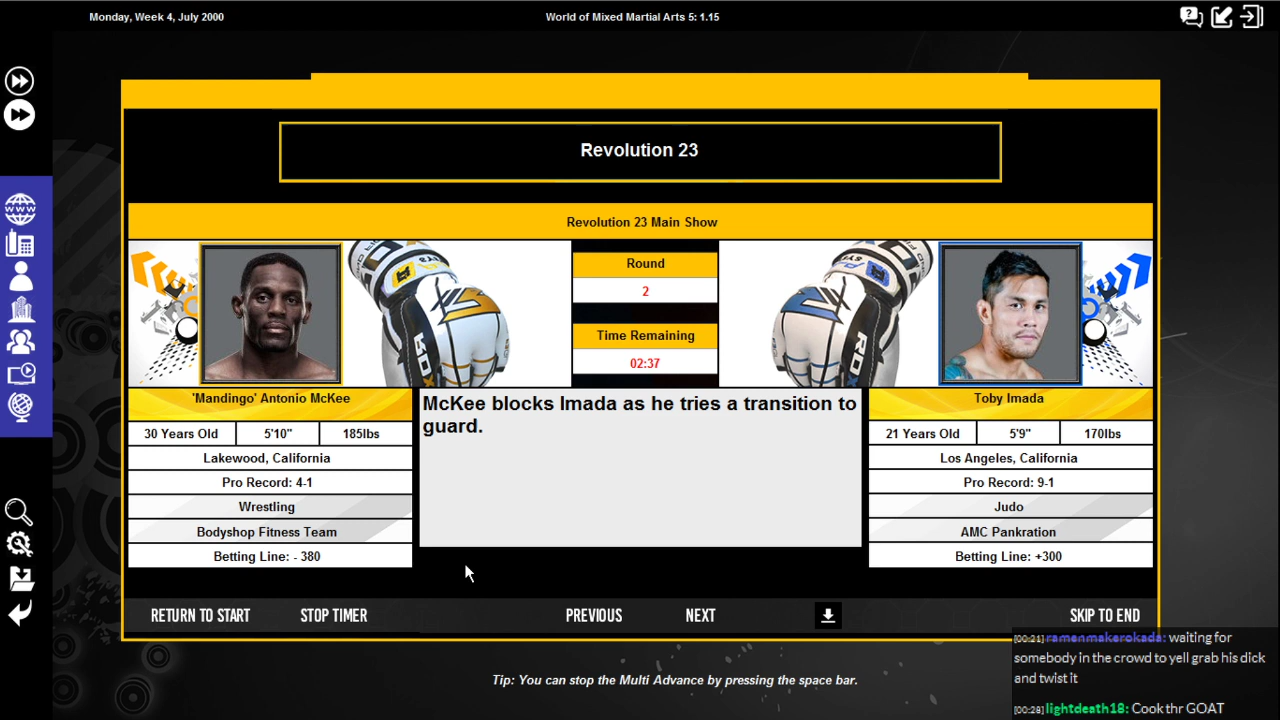 Monday, Week 4, July 2000
World of Mixed Martial Arts 5: 1.15
Revolution 23
Revolution 23 Main Show
Round
2
Time Remaining
02:37
'Mandingo' Antonio McKee
30 Years Old
5'10"
185lbs
Lakewood, California
Pro Record: 4-1
Wrestling
Bodyshop Fitness Team
Betting Line: - 380
McKee blocks Imada as he tries a transition to
guard.
Toby Imada
21 Years Old
5'9"
170lbs
Los Angeles, California
Pro Record: 9-1
Judo
AMC Pankration
Betting Line: +300
RETURN TO START
STOP TIMER
PREVIOUS
NEXT
SKIP TO END
Tip: You can stop the Multi Advance by pressing the space bar.
[00:21] ramenmakerokada: waiting for
somebody in the crowd to yell grab his dick
and twist it
[00:28] lightdeath18: Cook thr GOAT